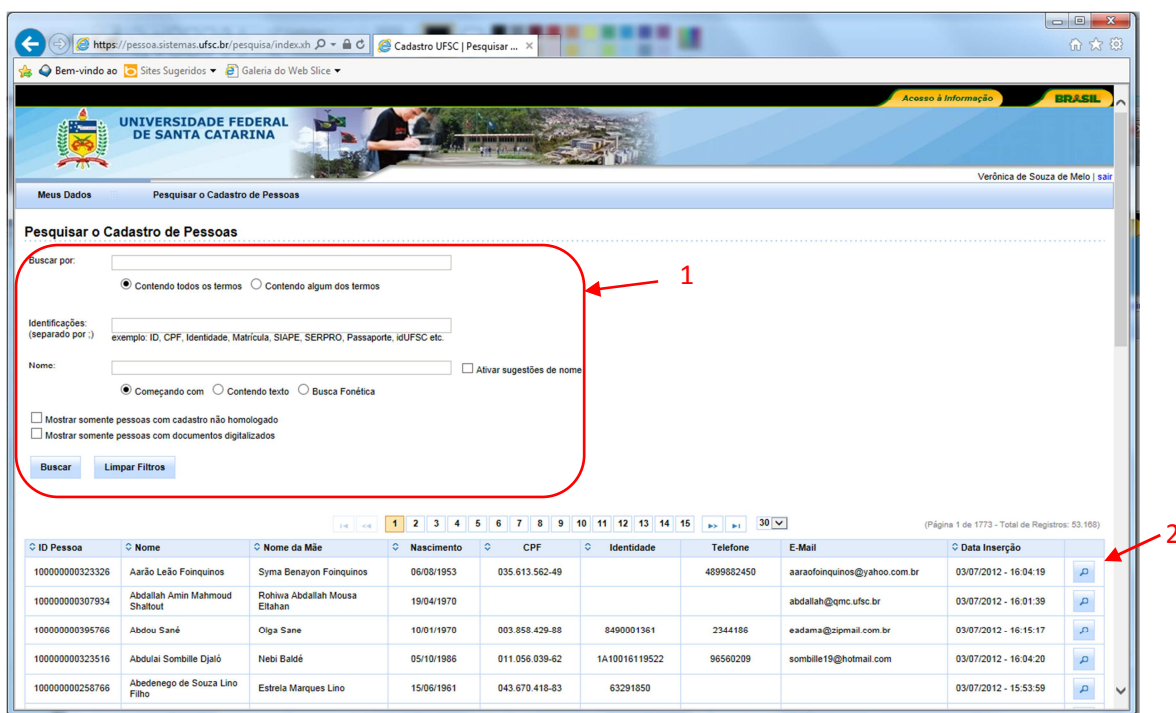 https://pessoa.sistemas.ufsc.br/pesquisa/index.xh
Cadastro UFSC | Pesquisar ...
Bem-vindo ao
Sites Sugeridos
Galeria do Web Slice
Acesso à Informação
BRASIL
UNIVERSIDADE FEDERAL
DE SANTA CATARINA
Verônica de Souza de Melo | sair
Meus Dados
Pesquisar o Cadastro de Pessoas
Pesquisar o Cadastro de Pessoas
Buscar por:
Contendo todos os termos Contendo algum dos termos
1
Identificações:
(separado por ;)
exemplo: ID, CPF, Identidade, Matrícula, SIAPE, SERPRO, Passaporte, idUFSC etc.
Nome:
Ativar sugestões de nome
Começando com Contendo texto Busca Fonética
Mostrar somente pessoas com cadastro não homologado
Mostrar somente pessoas com documentos digitalizados
Buscar Limpar Filtros
1 2 3 4 5 6 7 8 9 10 11 12 13 14 15 30
(Página 1 de 1773 - Total de Registros: 53.168)
2
ID Pessoa Nome Nome da Mãe Nascimento CPF Identidade Telefone E-Mail Data Inserção
100000000323326 Aarão Leão Foinquinos Syma Benayon Foinquinos 06/08/1953 035.613.562-49 4899882450 aaraofoinquinos@yahoo.com.br 03/07/2012 - 16:04:19
100000000307934 Abdallah Amin Mahmoud Shaltout Rohiwa Abdallah Mousa Eltahan 19/04/1970 abdallah@qmc.ufsc.br 03/07/2012 - 16:01:39
100000000395766 Abdou Sané Olga Sane 10/01/1970 003.858.429-88 8490001361 2344186 eadama@zipmail.com.br 03/07/2012 - 16:15:17
100000000323516 Abdulai Sombille Djaló Nebi Baldé 05/10/1986 011.056.039-62 1A10016119522 96560209 sombille19@hotmail.com 03/07/2012 - 16:04:20
100000000258766 Abedenego de Souza Lino Filho Estrela Marques Lino 15/06/1961 043.670.418-83 63291850 03/07/2012 - 15:53:59